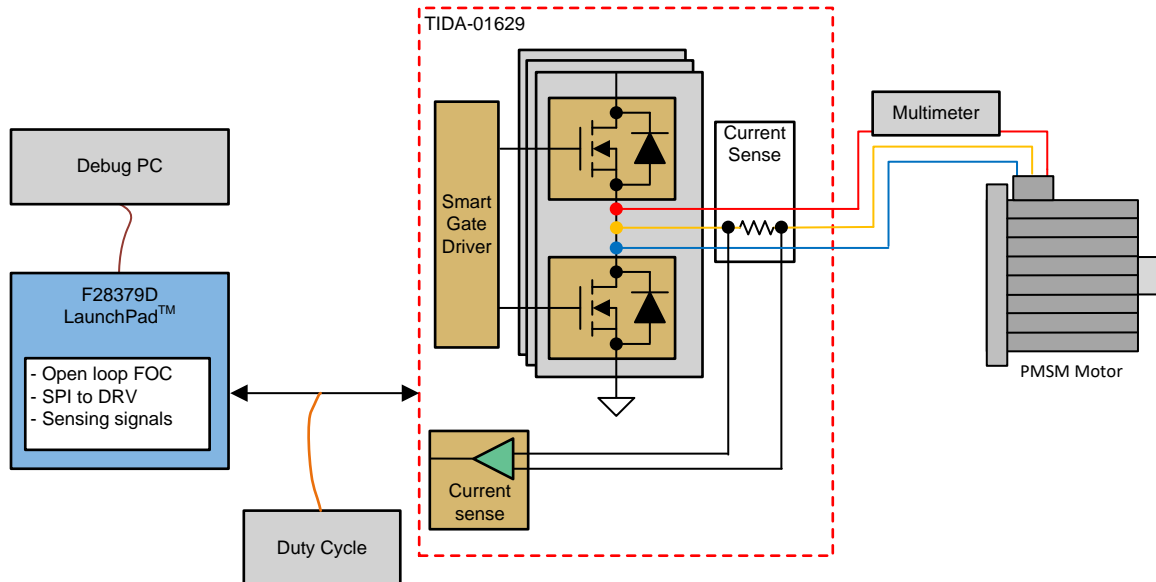 TIDA-01629
Debug PC
F28379D
LaunchPad™
- Open loop FOC
- SPI to DRV
- Sensing signals
Duty Cycle
Smart
Gate
Driver
Current
Sense
Current
sense
Multimeter
PMSM Motor